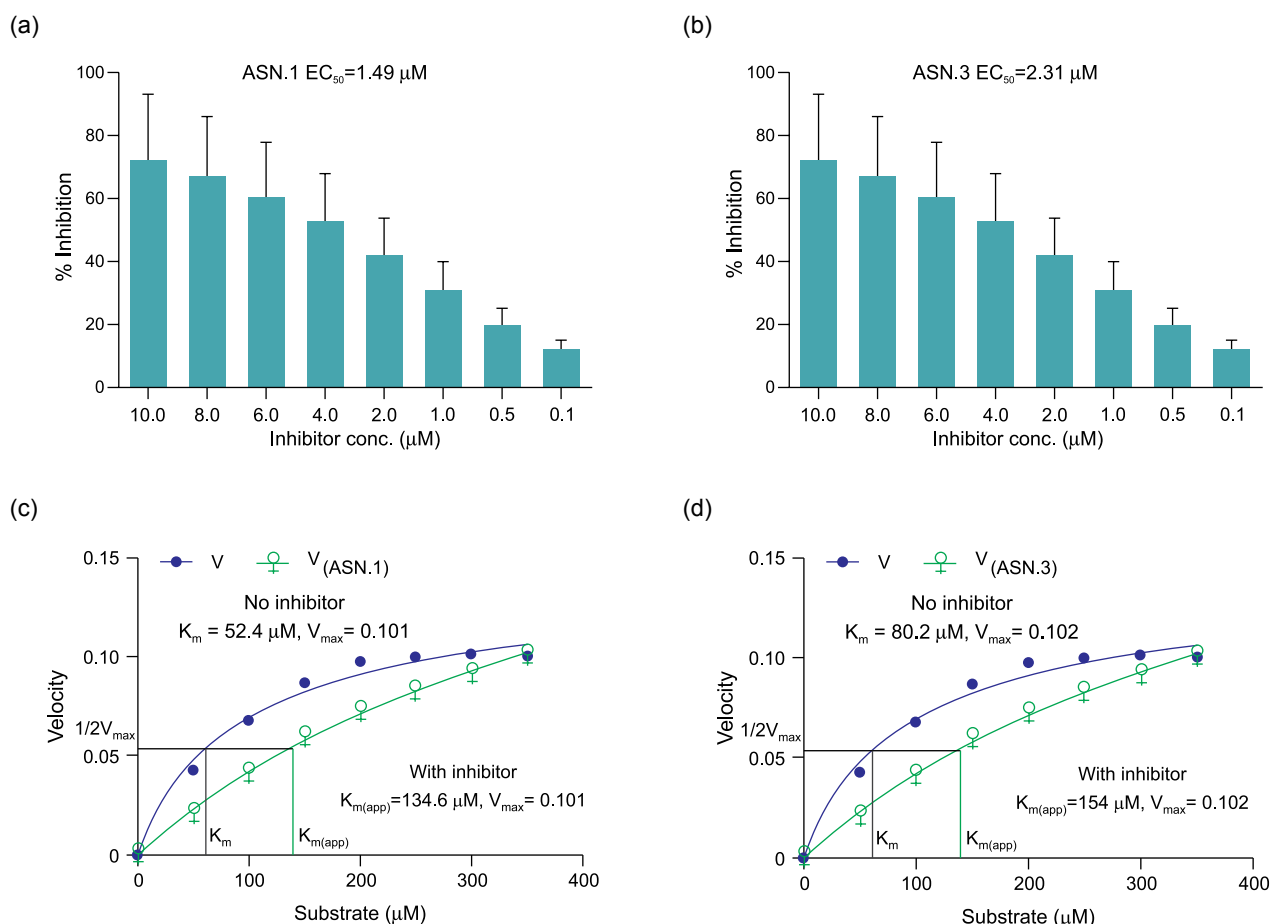 (a)
ASN.1 EC₅₀=1.49 μM
% Inhibition
100
80
60
40
20
0
10.0 8.0 6.0 4.0 2.0 1.0 0.5 0.1
Inhibitor conc. (μM)
(b)
ASN.3 EC₅₀=2.31 μM
% Inhibition
100
80
60
40
20
0
10.0 8.0 6.0 4.0 2.0 1.0 0.5 0.1
Inhibitor conc. (μM)
(c)
V V(ASN.1)
No inhibitor
Kₘ = 52.4 μM, Vₘₐₓ= 0.101
Velocity
0.15
0.10
1/2Vₘₐₓ
0.05
0
With inhibitor
Kₘ₍ₐₚₚ₎=134.6 μM, Vₘₐₓ= 0.101
Kₘ Kₘ₍ₐₚₚ₎
0 100 200 300 400
Substrate (μM)
(d)
V V(ASN.3)
No inhibitor
Kₘ = 80.2 μM, Vₘₐₓ= 0.102
Velocity
0.15
0.10
1/2Vₘₐₓ
0.05
0
With inhibitor
Kₘ₍ₐₚₚ₎=154 μM, Vₘₐₓ= 0.102
Kₘ Kₘ₍ₐₚₚ₎
0 100 200 300 400
Substrate (μM)